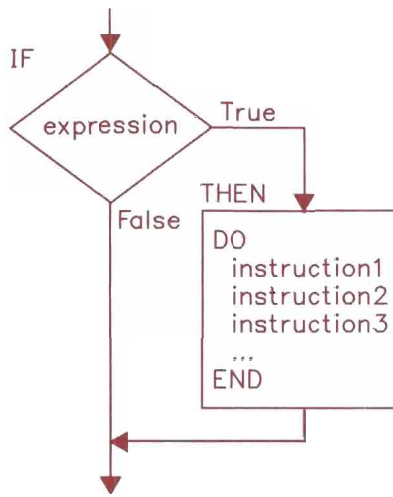 IF
expression
True
THEN
False
DO
instruction1
instruction2
instruction3
...
END